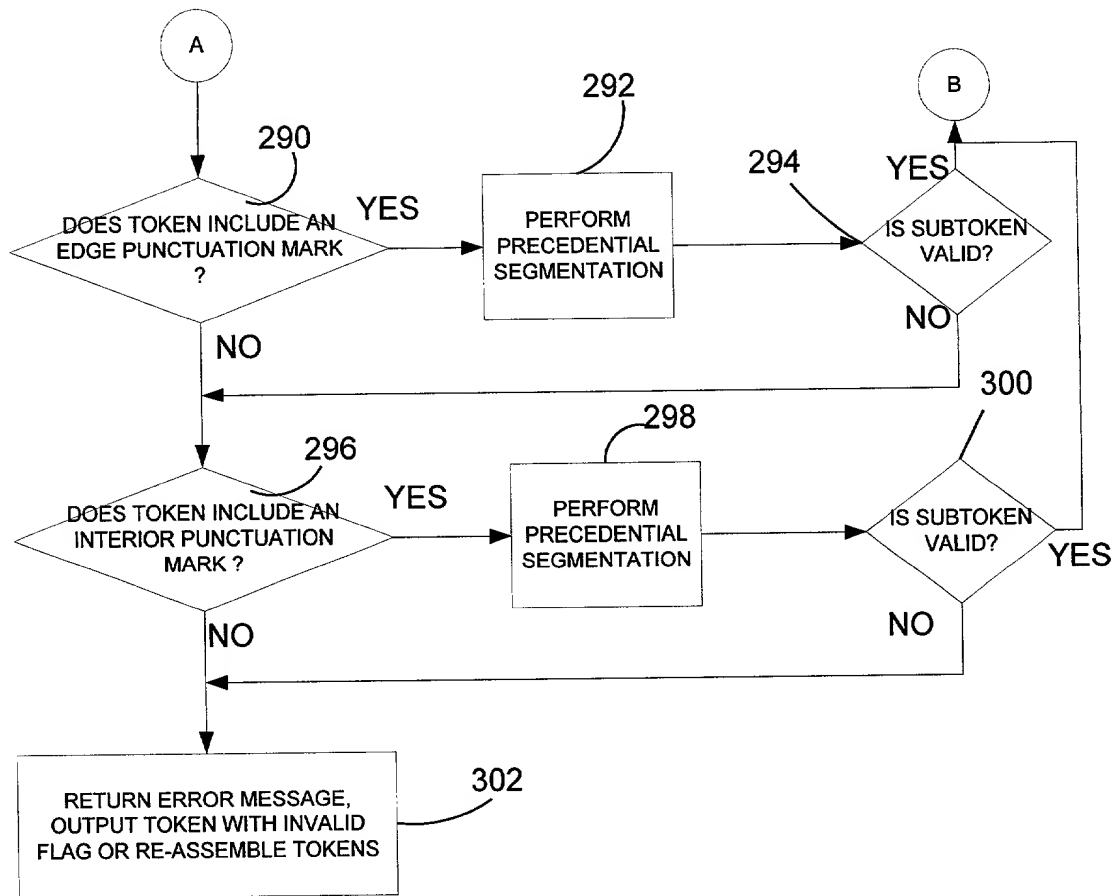 A
B
290
292
294
DOES TOKEN INCLUDE AN
EDGE PUNCTUATION MARK
?
YES
PERFORM
PRECEDENTIAL
SEGMENTATION
YES
IS SUBTOKEN
VALID?
NO
NO
296
298
300
DOES TOKEN INCLUDE AN
INTERIOR PUNCTUATION
MARK ?
YES
PERFORM
PRECEDENTIAL
SEGMENTATION
IS SUBTOKEN
VALID?
YES
NO
NO
302
RETURN ERROR MESSAGE,
OUTPUT TOKEN WITH INVALID
FLAG OR RE-ASSEMBLE TOKENS